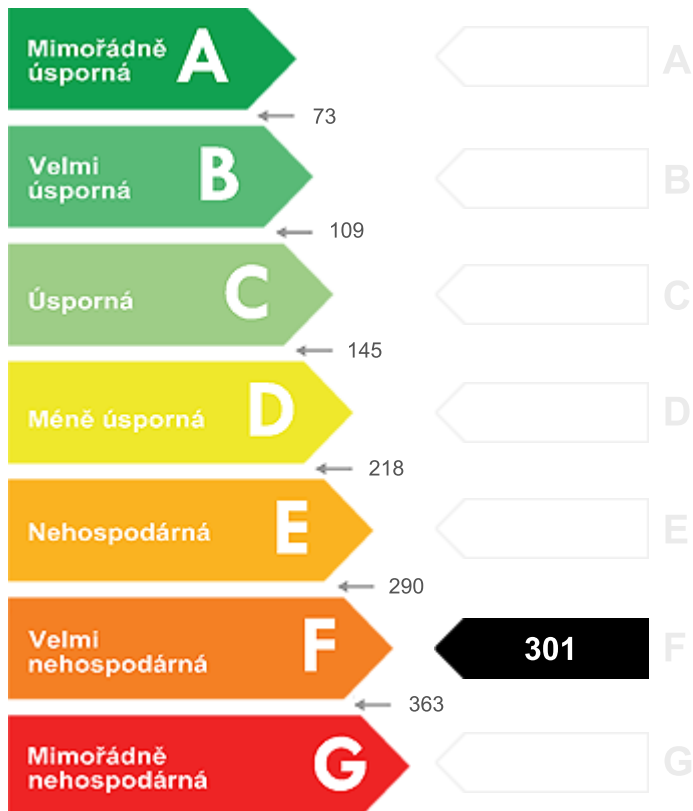 Mimořádně
úsporná
A
A
73
Velmi
úsporná
B
B
109
Úsporná
C
C
145
Méně úsporná
D
D
218
Nehospodárná
E
E
290
Velmi
nehospodárná
F
301
F
363
Mimořádně
nehospodárná
G
G